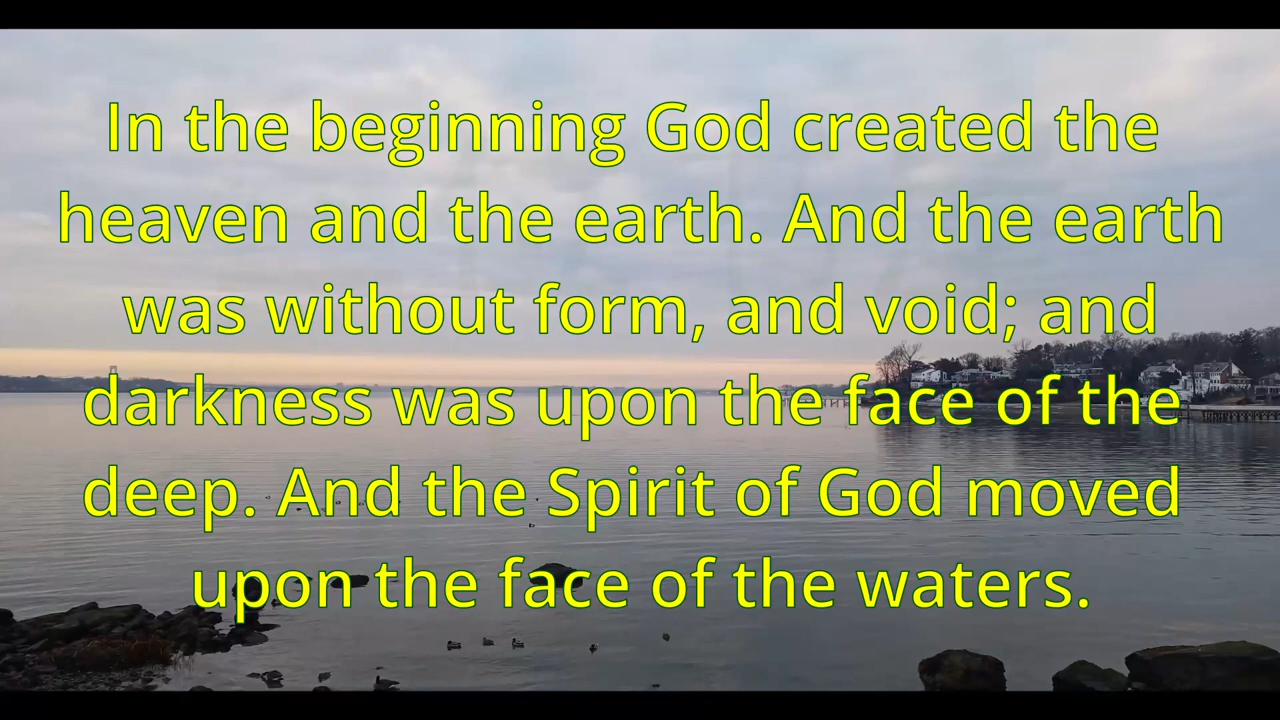 In the beginning God created the
heaven and the earth. And the earth
was without form, and void; and
darkness was upon the face of the
deep. And the Spirit of God moved
upon the face of the waters.